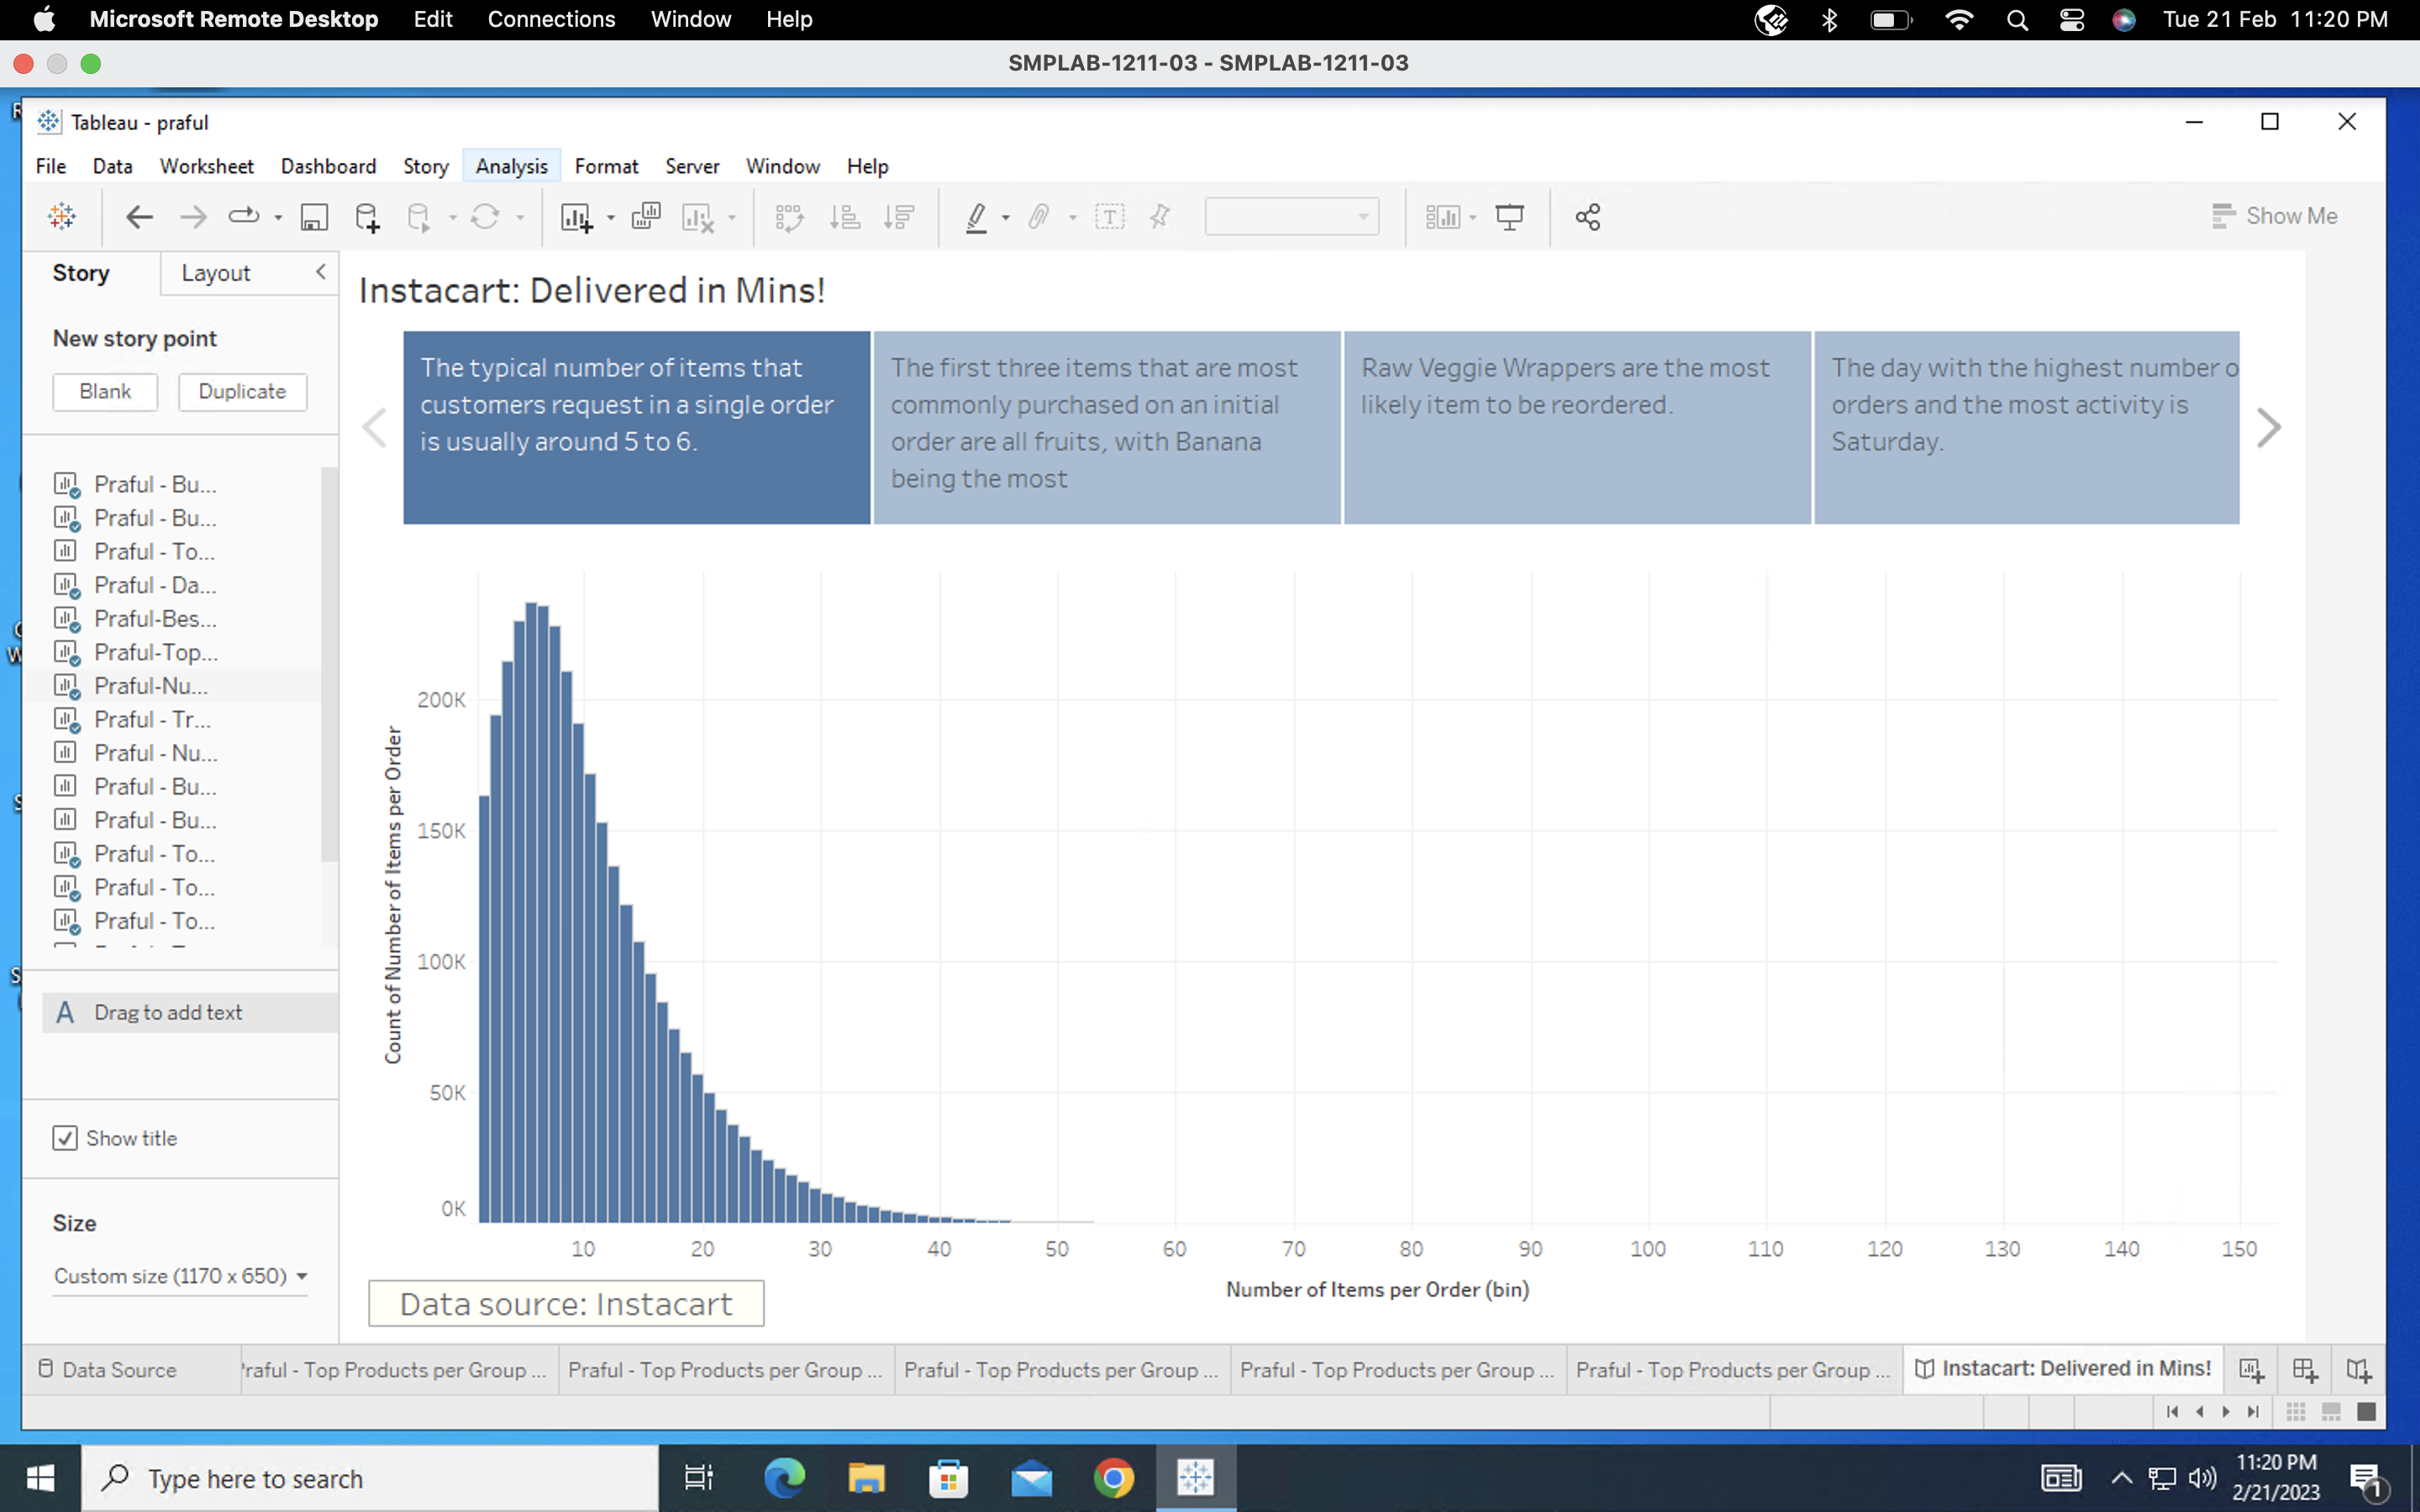 Microsoft Remote Desktop Edit Connections Window Help Tue 21 Feb 11:20 PM
SMPLAB-1211-03 - SMPLAB-1211-03
Tableau - praful
File Data Worksheet Dashboard Story Analysis Format Server Window Help
Show Me
Story Layout
New story point
Blank Duplicate
Praful - Bu...
Praful - Bu...
Praful - To...
Praful - Da...
Praful-Bes...
Praful-Top...
Praful-Nu...
Praful - Tr...
Praful - Nu...
Praful - Bu...
Praful - Bu...
Praful - To...
Praful - To...
Praful - To...
A Drag to add text
Show title
Size
Custom size (1170 x 650)
Instacart: Delivered in Mins!
The typical number of items that
customers request in a single order
is usually around 5 to 6.
The first three items that are most
commonly purchased on an initial
order are all fruits, with Banana
being the most
Raw Veggie Wrappers are the most
likely item to be reordered.
The day with the highest number o
orders and the most activity is
Saturday.
Count of Number of Items per Order
200K
150K
100K
50K
0K
10 20 30 40 50 60 70 80 90 100 110 120 130 140 150
Number of Items per Order (bin)
Data source: Instacart
Data Source raful - Top Products per Group ... Praful - Top Products per Group ... Praful - Top Products per Group ... Praful - Top Products per Group ... Praful - Top Products per Group ... Instacart: Delivered in Mins!
Type here to search
11:20 PM
2/21/2023
1